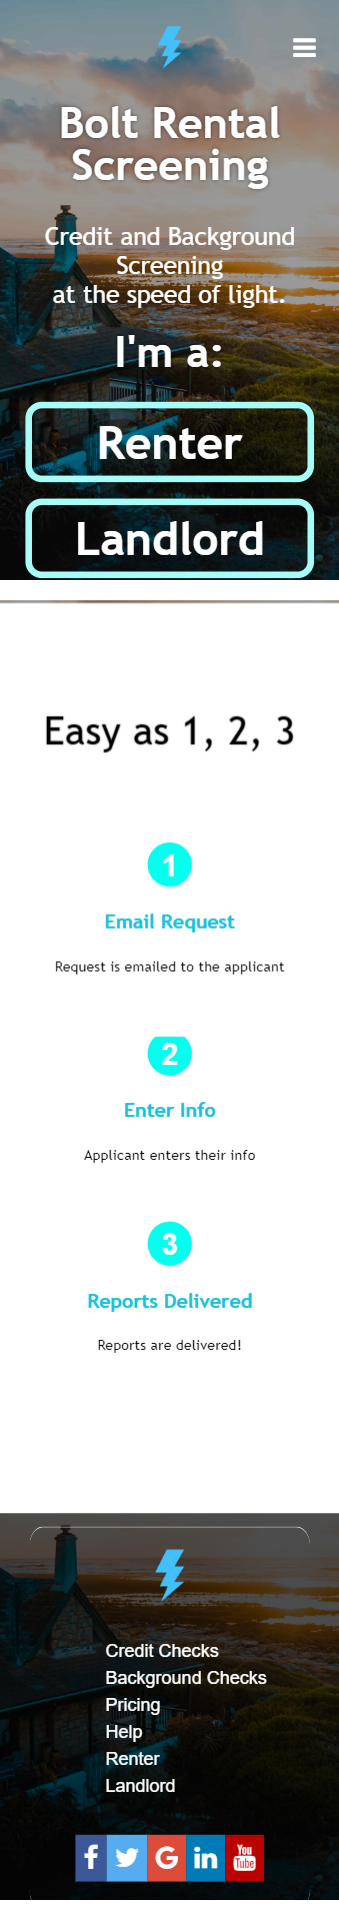 Bolt Rental
Screening
Credit and Background
Screening
at the speed of light.
I'm a:
Renter
Landlord
Easy as 1, 2, 3
1
Email Request
Request is emailed to the applicant
2
Enter Info
Applicant enters their info
3
Reports Delivered
Reports are delivered!
Credit Checks
Background Checks
Pricing
Help
Renter
Landlord
f G in You
Tube